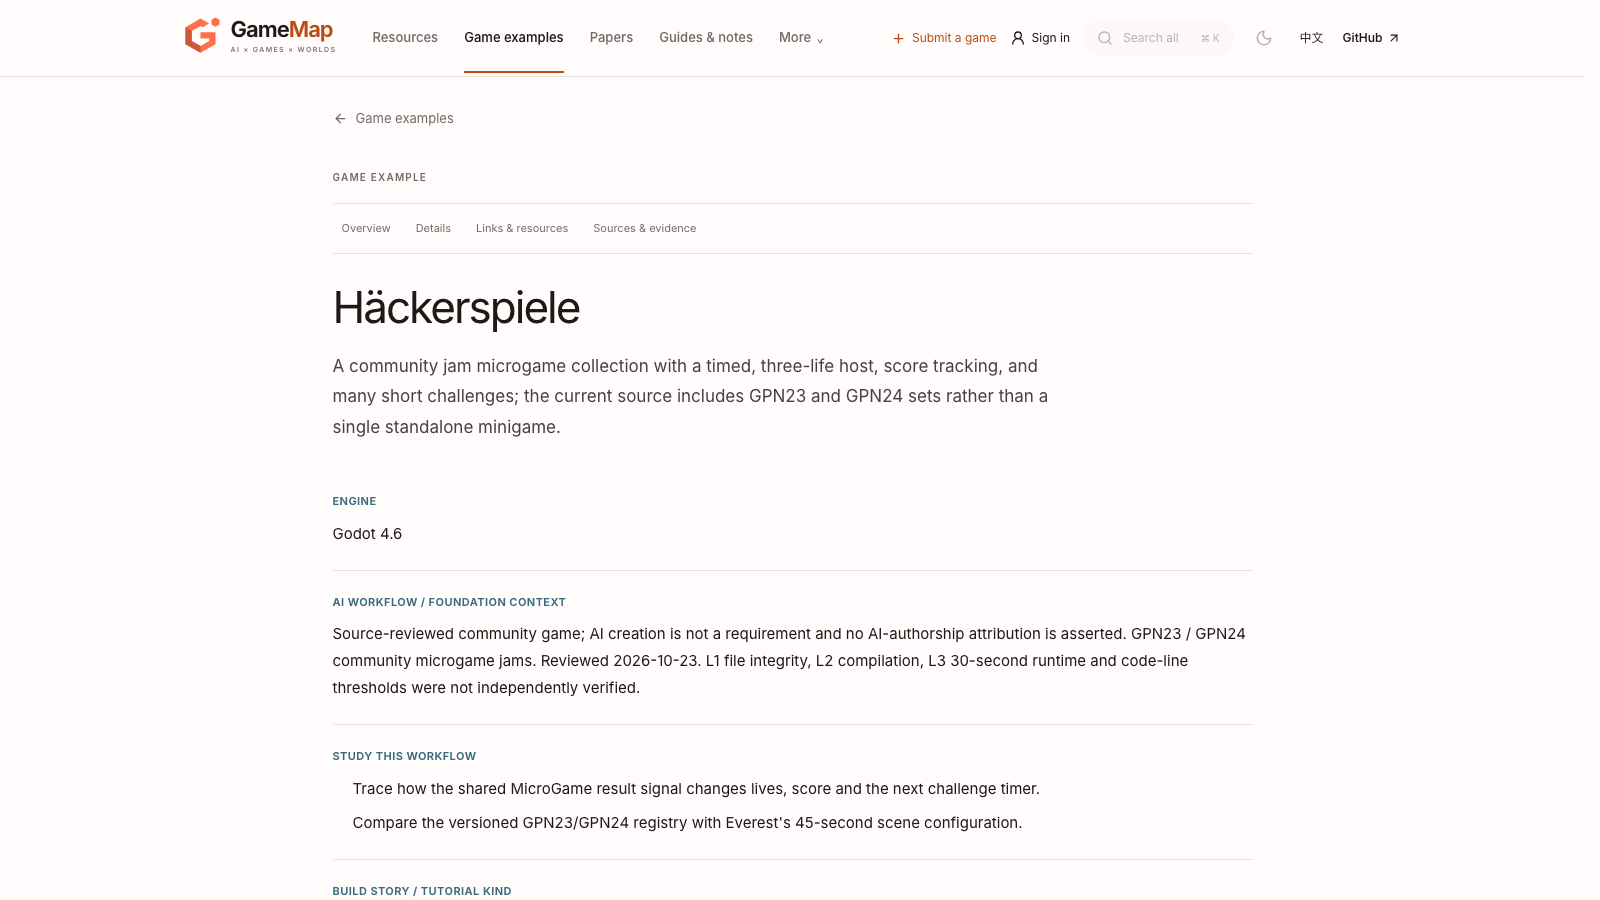 GameMap
AI × GAMES × WORLDS
Resources
Game examples
Papers
Guides & notes
More
Submit a game
Sign in
Search all
⌘ K
中文
GitHub
Game examples
GAME EXAMPLE
Overview
Details
Links & resources
Sources & evidence
Häckerspiele
A community jam microgame collection with a timed, three-life host, score tracking, and
many short challenges; the current source includes GPN23 and GPN24 sets rather than a
single standalone minigame.
ENGINE
Godot 4.6
AI WORKFLOW / FOUNDATION CONTEXT
Source-reviewed community game; AI creation is not a requirement and no AI-authorship attribution is asserted. GPN23 / GPN24
community microgame jams. Reviewed 2026-10-23. L1 file integrity, L2 compilation, L3 30-second runtime and code-line
thresholds were not independently verified.
STUDY THIS WORKFLOW
Trace how the shared MicroGame result signal changes lives, score and the next challenge timer.
Compare the versioned GPN23/GPN24 registry with Everest's 45-second scene configuration.
BUILD STORY / TUTORIAL KIND